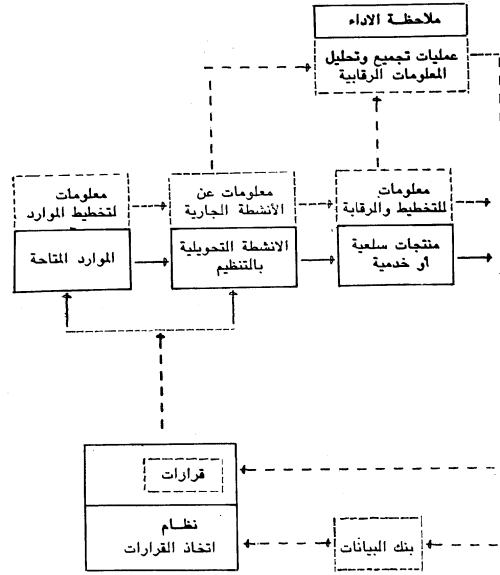 ملاحظة الاداء
عمليات تجميع وتحليل
المعلومات الرقابية
معلومات
للتخطيط والرقابة
معلومات عن
الأنشطة الجارية
معلومات
لتخطيط الموارد
منتجات سلعية
أو خدمية
الانشطة التحويلية
بالتنظيم
الموارد المتاحة
قرارات
نظام
اتخاذ القرارات
بنك البيانات